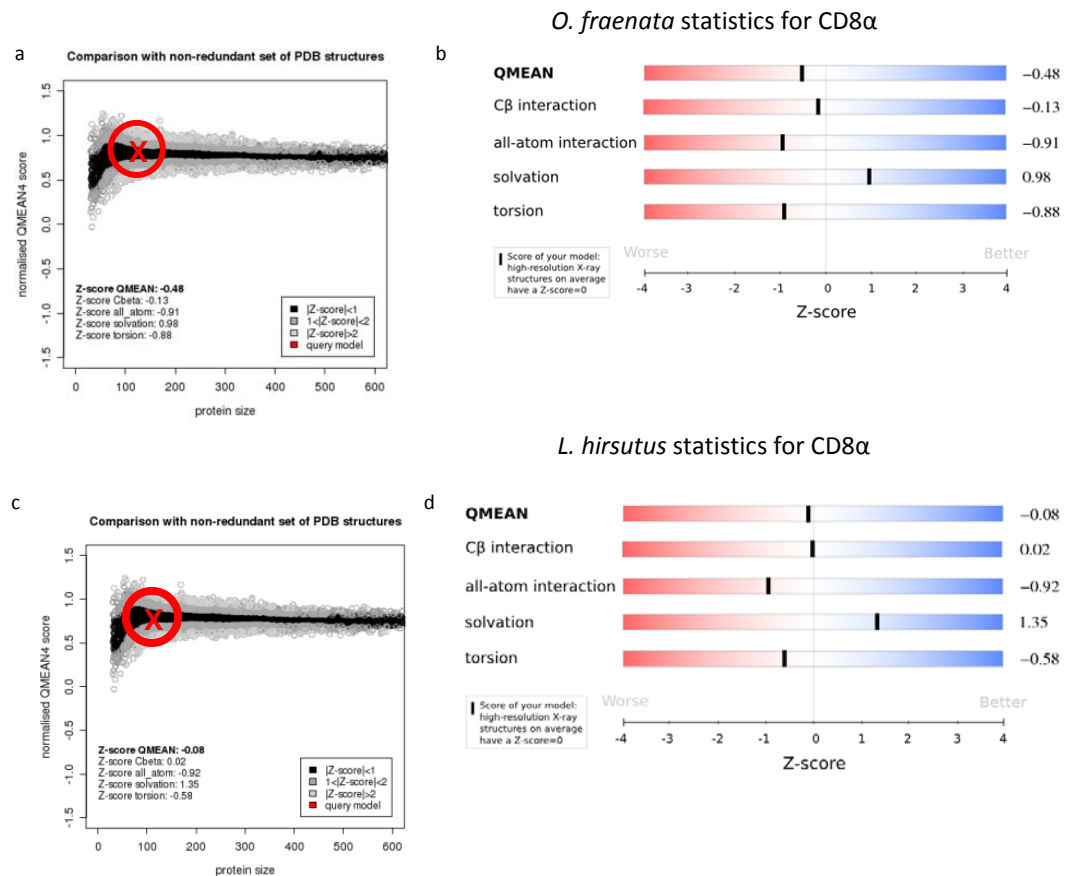 O. fraenata statistics for CD8α
a
Comparison with non-redundant set of PDB structures
normalised QMEAN4 score
1.5
1.0
0.5
0.0
-0.5
-1.0
-1.5
X
Z-score QMEAN: -0.48
Z-score Cbeta: -0.13
Z-score all_atom: -0.91
Z-score solvation: 0.98
Z-score torsion: -0.88
|Z-score|<1
1<|Z-score|<2
|Z-score|>2
query model
0 100 200 300 400 500 600
protein size
b
QMEAN −0.48
Cβ interaction −0.13
all-atom interaction −0.91
solvation 0.98
torsion −0.88
Worse Better
Score of your model:
high-resolution X-ray
structures on average
have a Z-score=0
-4 -3 -2 -1 0 1 2 3 4
Z-score
L. hirsutus statistics for CD8α
c
Comparison with non-redundant set of PDB structures
normalised QMEAN4 score
1.5
1.0
0.5
0.0
-0.5
-1.0
-1.5
X
Z-score QMEAN: -0.08
Z-score Cbeta: 0.02
Z-score all_atom: -0.92
Z-score solvation: 1.35
Z-score torsion: -0.58
|Z-score|<1
1<|Z-score|<2
|Z-score|>2
query model
0 100 200 300 400 500 600
protein size
d
QMEAN −0.08
Cβ interaction 0.02
all-atom interaction −0.92
solvation 1.35
torsion −0.58
Worse Better
Score of your model:
high-resolution X-ray
structures on average
have a Z-score=0
-4 -3 -2 -1 0 1 2 3 4
Z-score